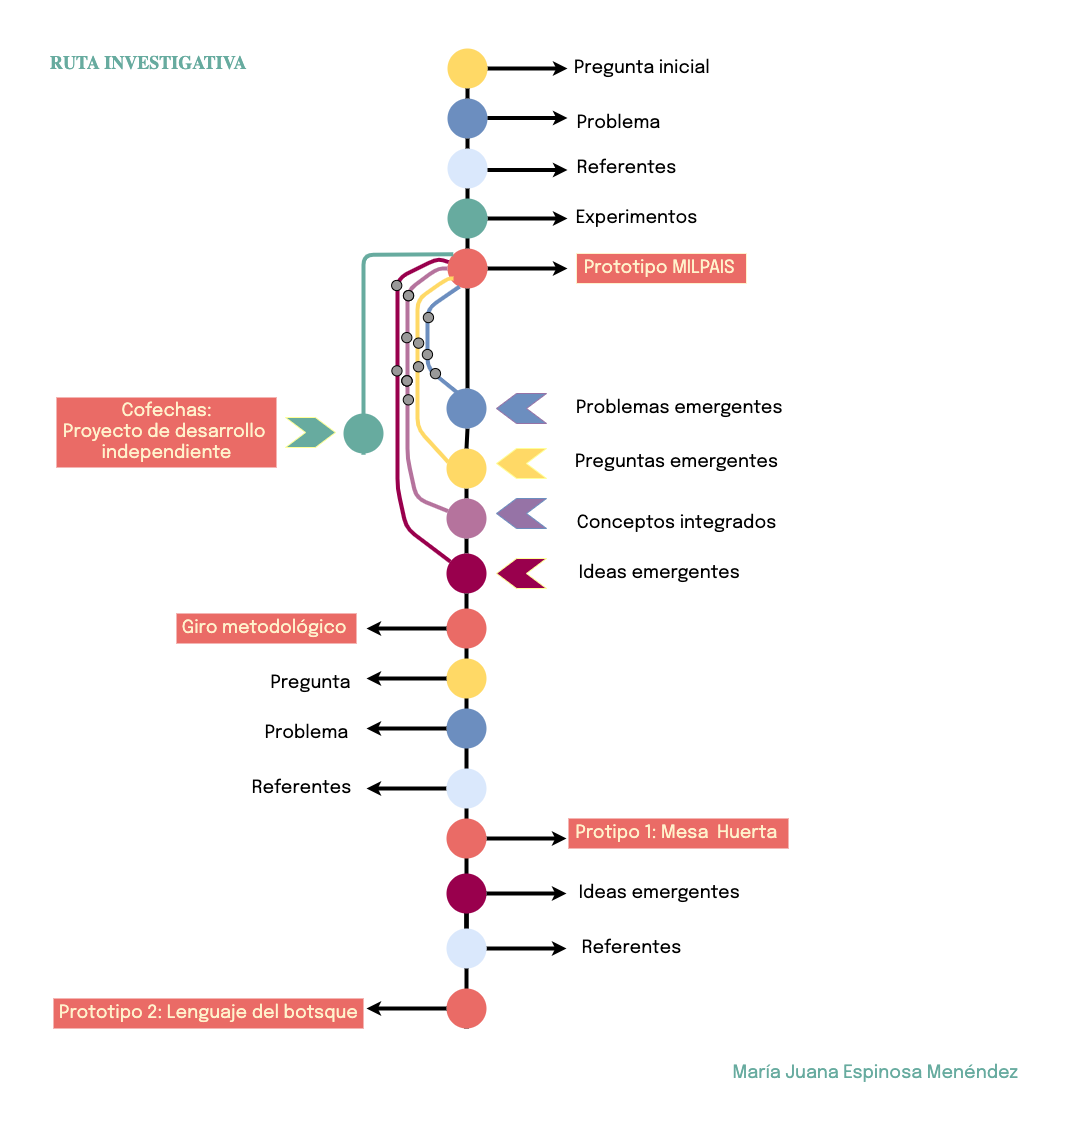 RUTA INVESTIGATIVA
Pregunta inicial
Problema
Referentes
Experimentos
Prototipo MILPAIS
Cofechas:
Proyecto de desarrollo
independiente
Problemas emergentes
Preguntas emergentes
Conceptos integrados
Ideas emergentes
Giro metodológico
Pregunta
Problema
Referentes
Protipo 1: Mesa Huerta
Ideas emergentes
Referentes
Prototipo 2: Lenguaje del botsque
María Juana Espinosa Menéndez